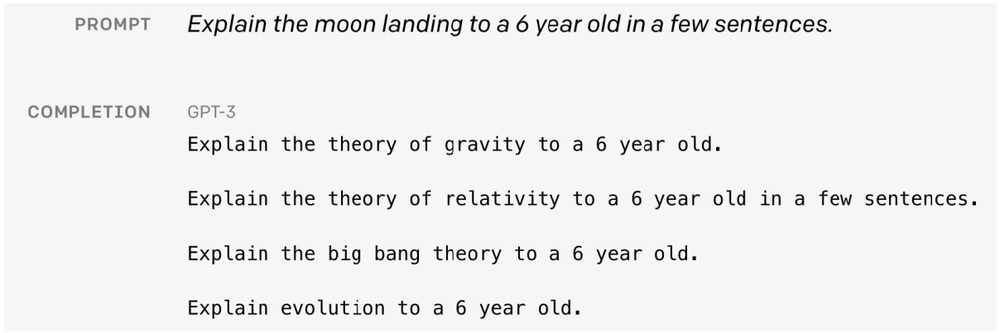 PROMPT Explain the moon landing to a 6 year old in a few sentences.
COMPLETION GPT-3
Explain the theory of gravity to a 6 year old.
Explain the theory of relativity to a 6 year old in a few sentences.
Explain the big bang theory to a 6 year old.
Explain evolution to a 6 year old.